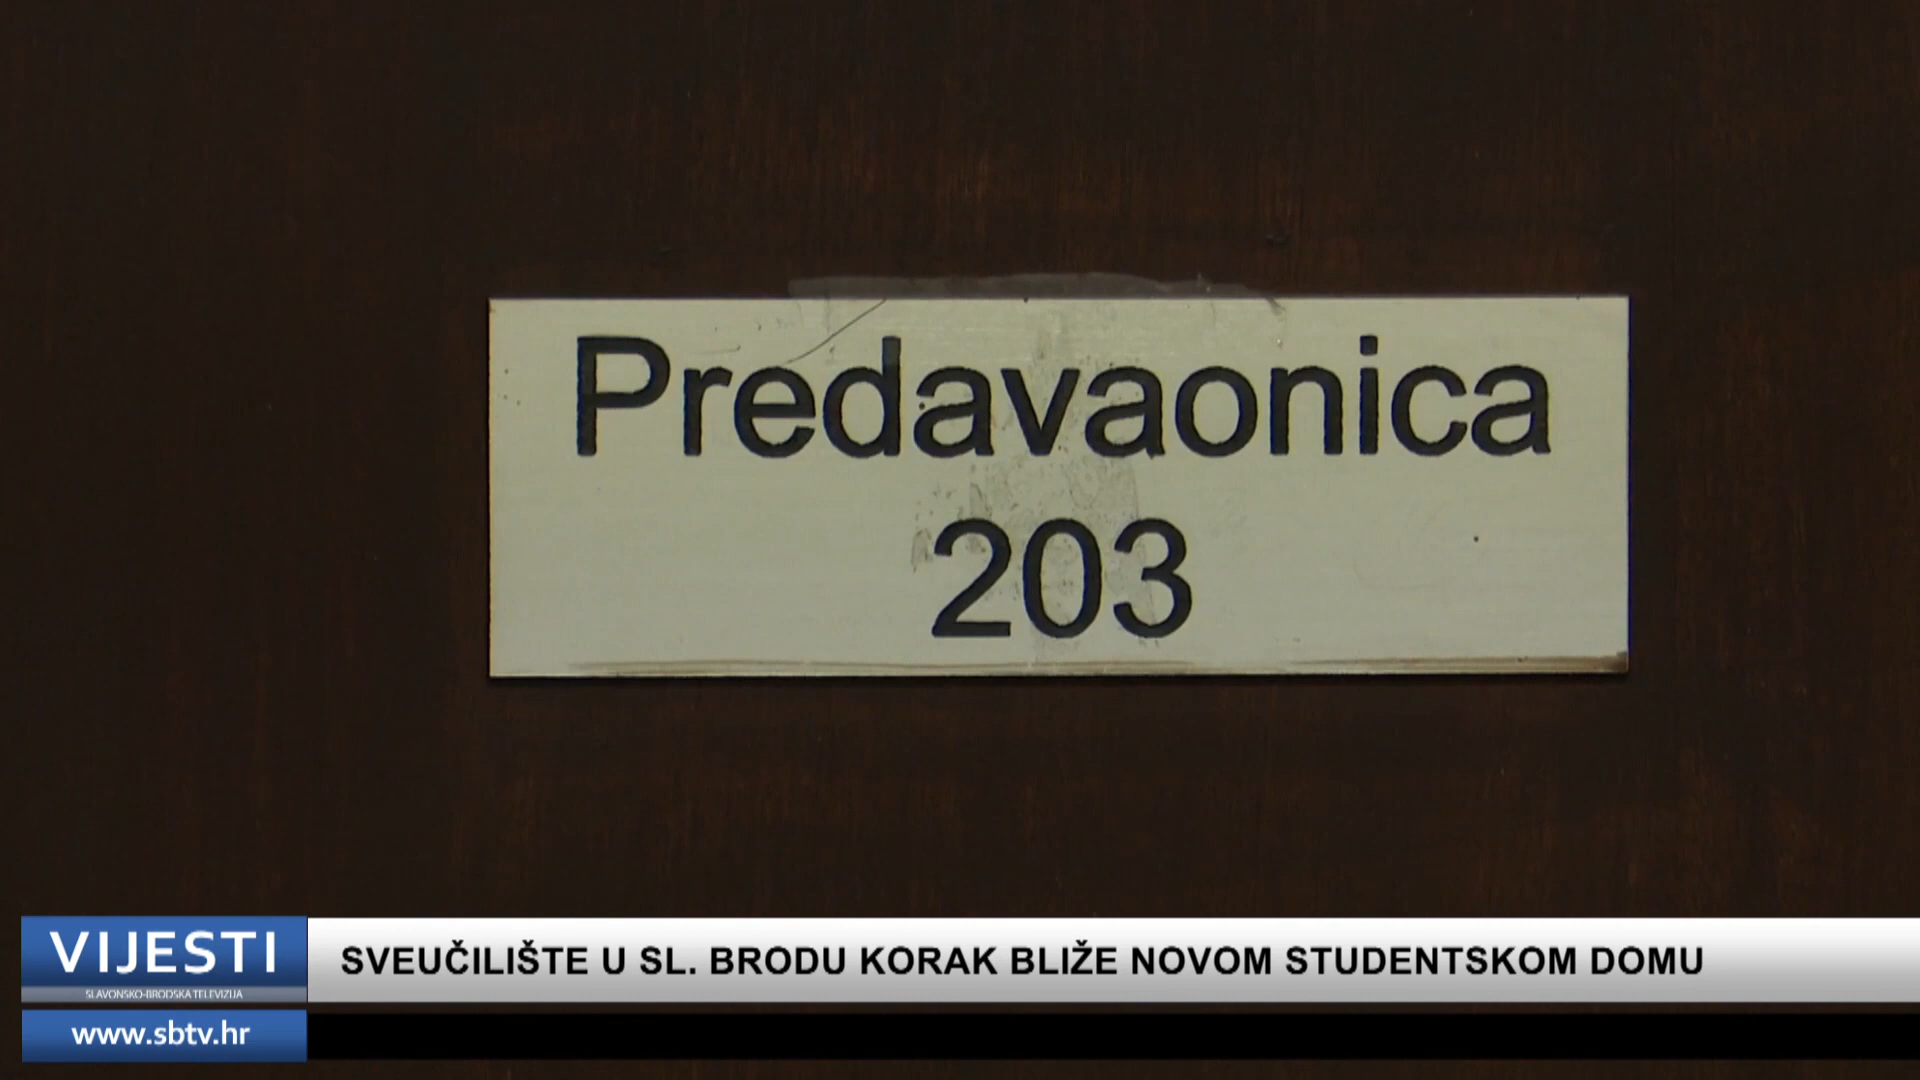 Predavaonica
203
VIJESTI
SLAVONSKO-BRODSKA TELEVIZIJA
www.sbtv.hr
SVEUČILIŠTE U SL. BRODU KORAK BLIŽE NOVOM STUDENTSKOM DOMU